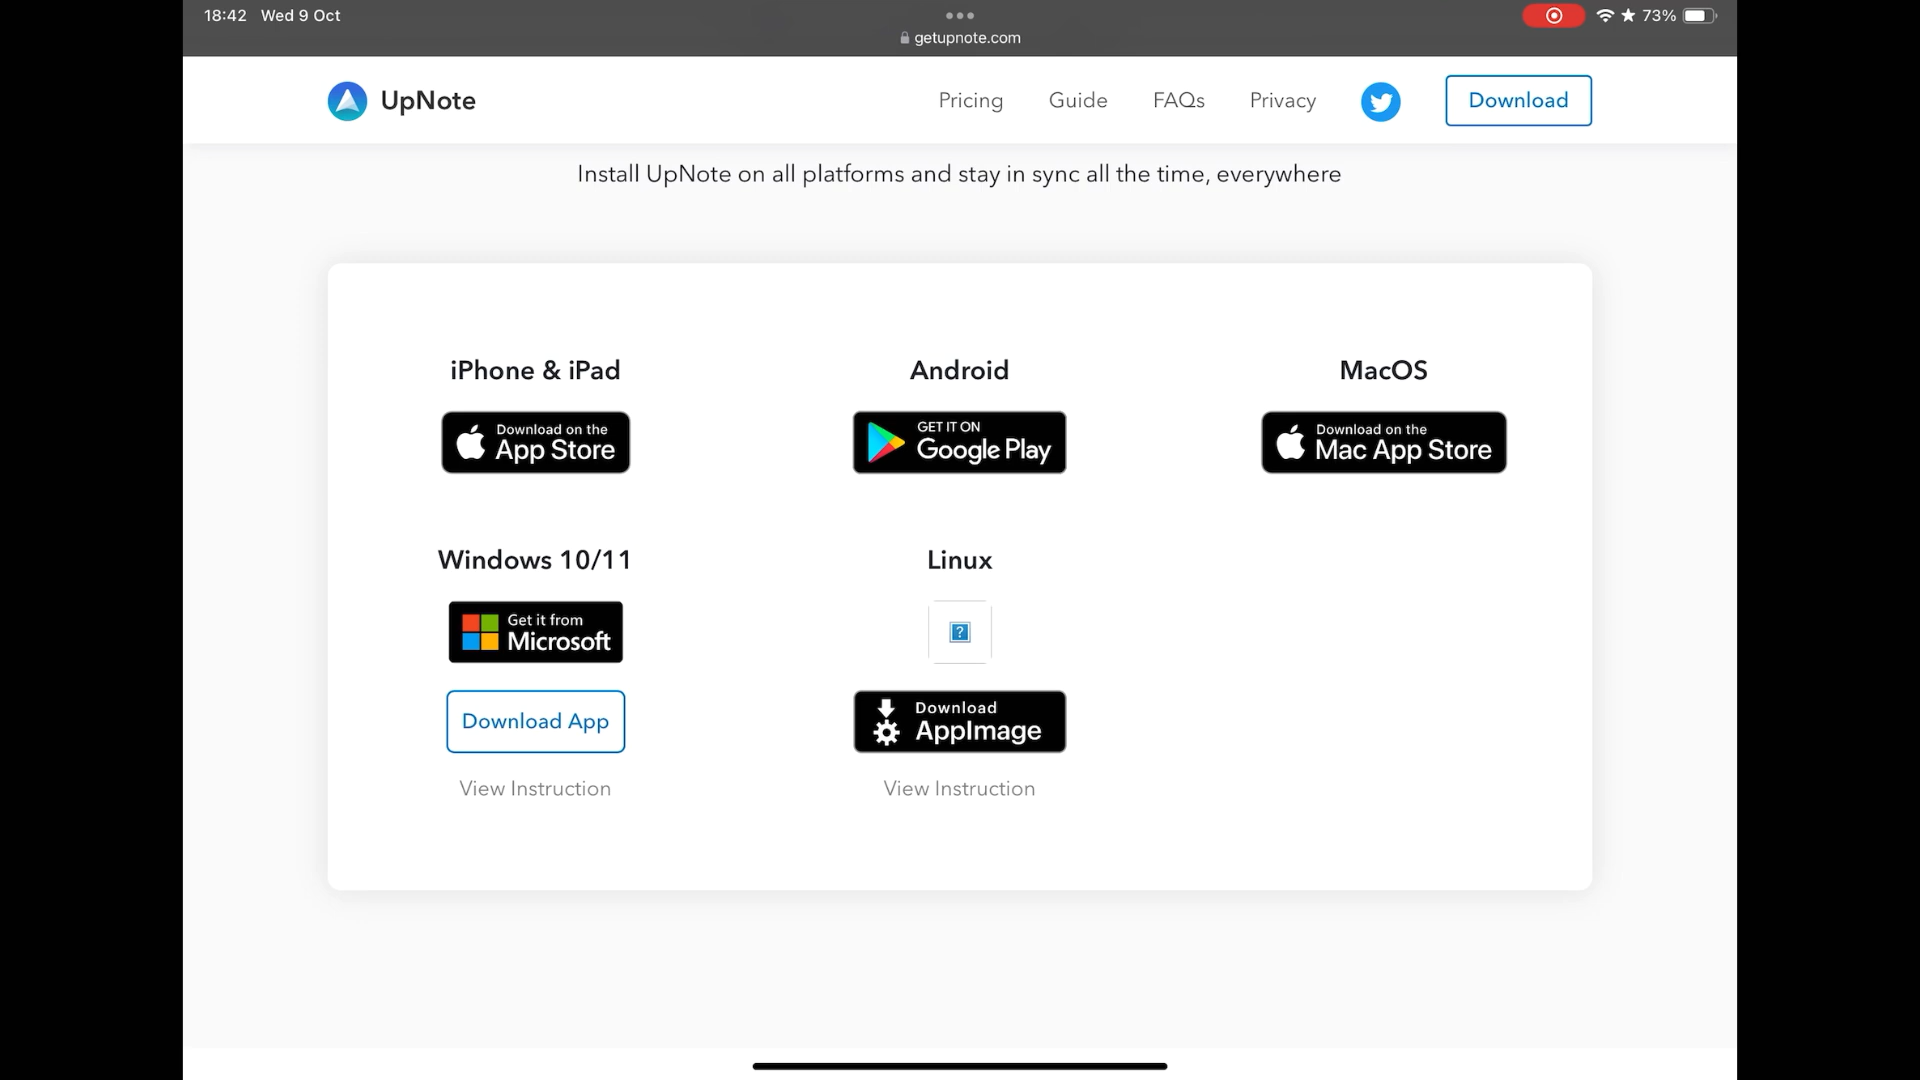 18:42 Wed 9 Oct
73%
getupnote.com
UpNote
Pricing
Guide
FAQs
Privacy
Download
Install UpNote on all platforms and stay in sync all the time, everywhere
iPhone & iPad
Download on the
App Store
Android
GET IT ON
Google Play
MacOS
Download on the
Mac App Store
Windows 10/11
Get it from
Microsoft
Download App
View Instruction
Linux
?
Download
AppImage
View Instruction